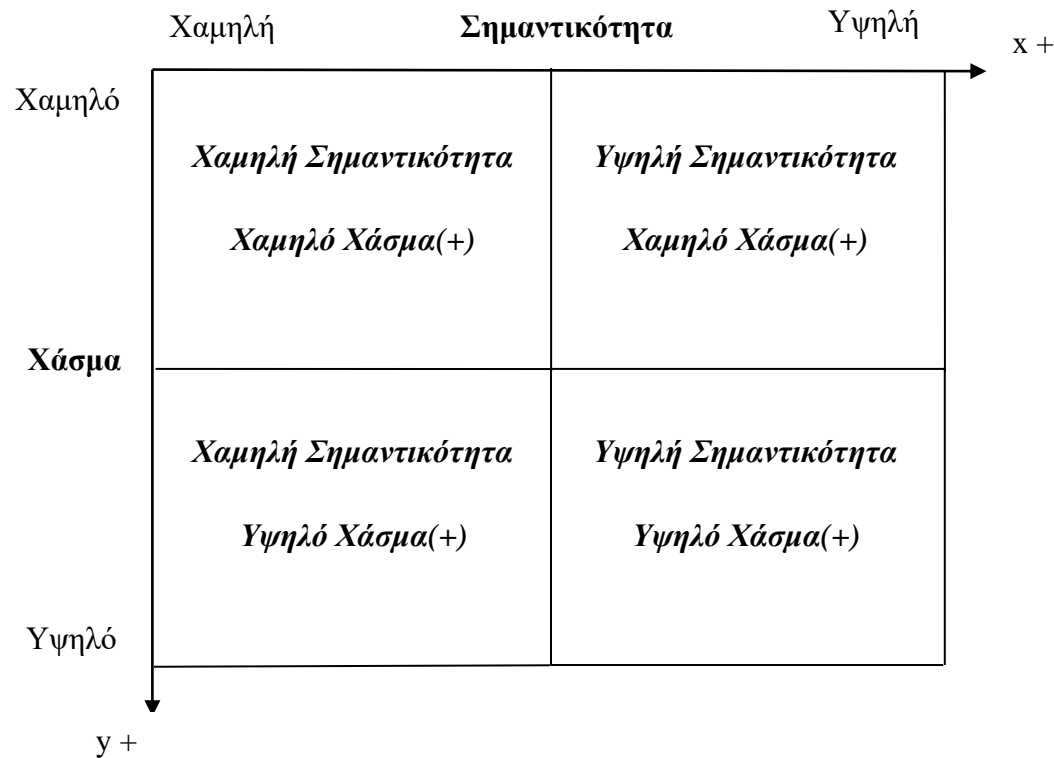 Χαμηλή Σημαντικότητα Υψηλή
x +
Χαμηλό
Χαμηλή Σημαντικότητα
Χαμηλό Χάσμα(+)
Υψηλή Σημαντικότητα
Χαμηλό Χάσμα(+)
Χάσμα
Χαμηλή Σημαντικότητα
Υψηλό Χάσμα(+)
Υψηλή Σημαντικότητα
Υψηλό Χάσμα(+)
Υψηλό
y +